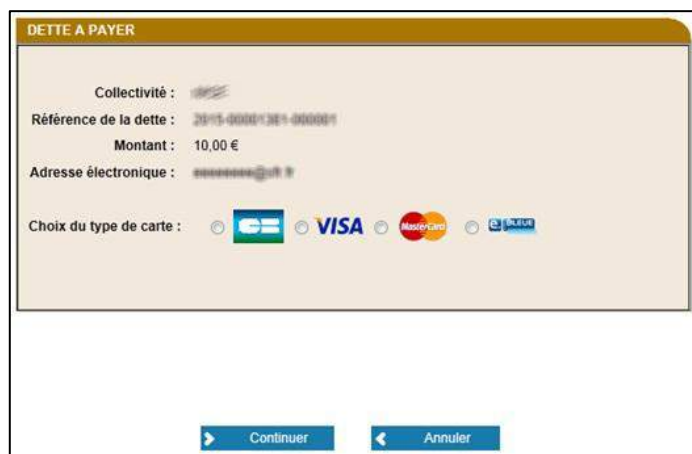 DETTE A PAYER
Collectivité :
Référence de la dette :
Montant : 10,00 €
Adresse électronique :
Choix du type de carte : VISA MasterCard e. BLEUE
Continuer Annuler